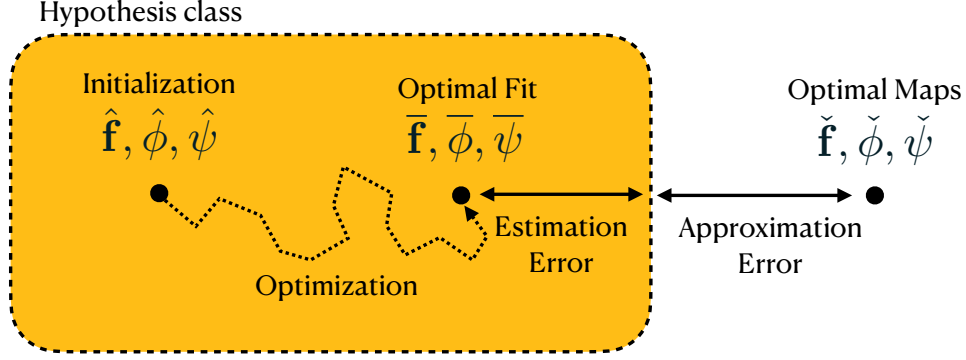 Hypothesis class
Initialization
f̂, ϕ̂, ψ̂
Optimal Fit
f̅, ϕ̅, ψ̅
Optimal Maps
f̌, ϕ̌, ψ̌
Estimation
Error
Approximation
Error
Optimization